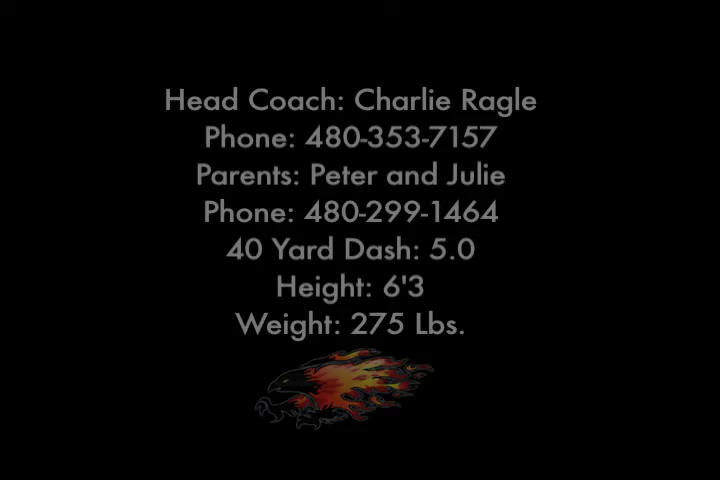 Head Coach: Charlie Ragle
Phone: 480-353-7157
Parents: Peter and Julie
Phone: 480-299-1464
40 Yard Dash: 5.0
Height: 6'3
Weight: 275 Lbs.